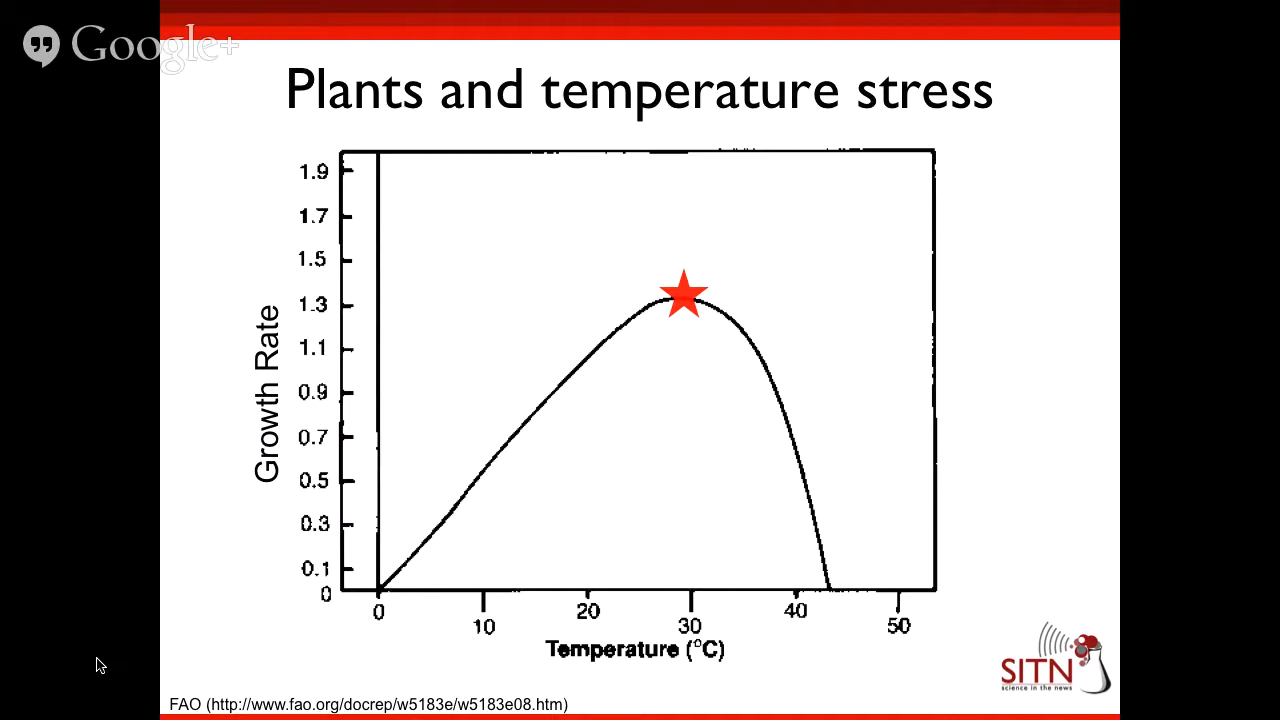 Google+
Plants and temperature stress
1.9
1.7
1.5
1.3
1.1
0.9
0.7
0.5
0.3
0.1
0
Growth Rate
0
10
20
30
40
50
Temperature (°C)
SITN
science in the news
FAO (http://www.fao.org/docrep/w5183e/w5183e08.htm)